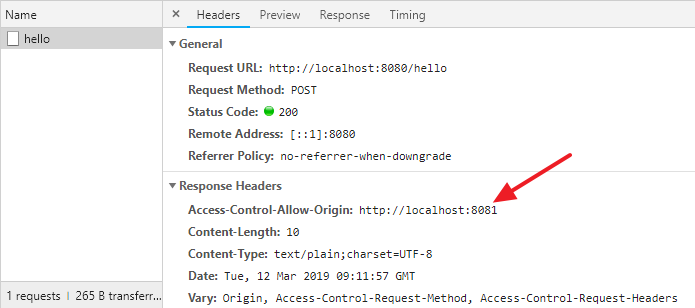 Name
× Headers Preview Response Timing
hello
▼ General
Request URL: http://localhost:8080/hello
Request Method: POST
Status Code: 200
Remote Address: [::1]:8080
Referrer Policy: no-referrer-when-downgrade
▼ Response Headers
Access-Control-Allow-Origin: http://localhost:8081
Content-Length: 10
Content-Type: text/plain;charset=UTF-8
Date: Tue, 12 Mar 2019 09:11:57 GMT
Vary: Origin, Access-Control-Request-Method, Access-Control-Request-Headers
1 requests | 265 B transferr...